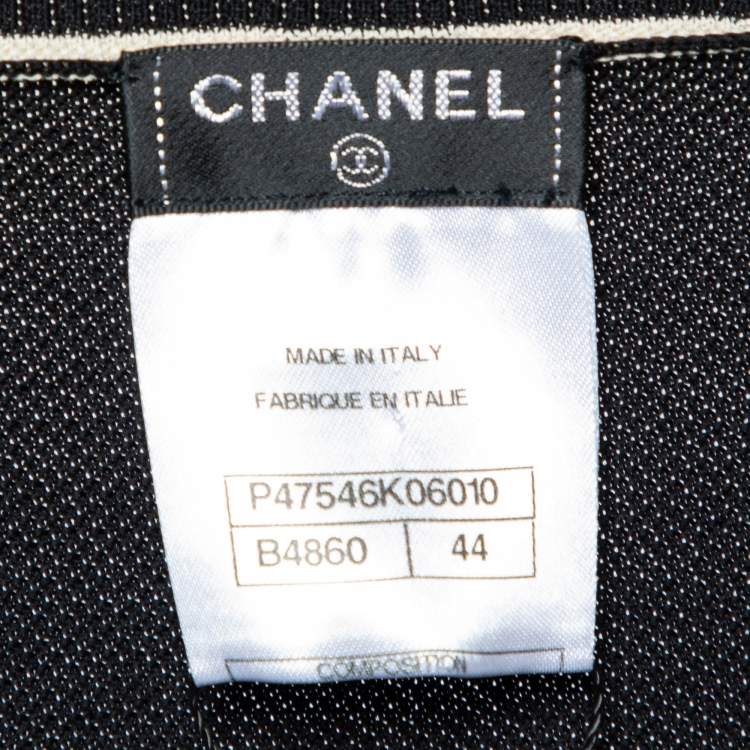 CHANEL
MADE IN ITALY
FABRIQUE EN ITALIE
P47546K06010
B4860 44
COMPOSITION